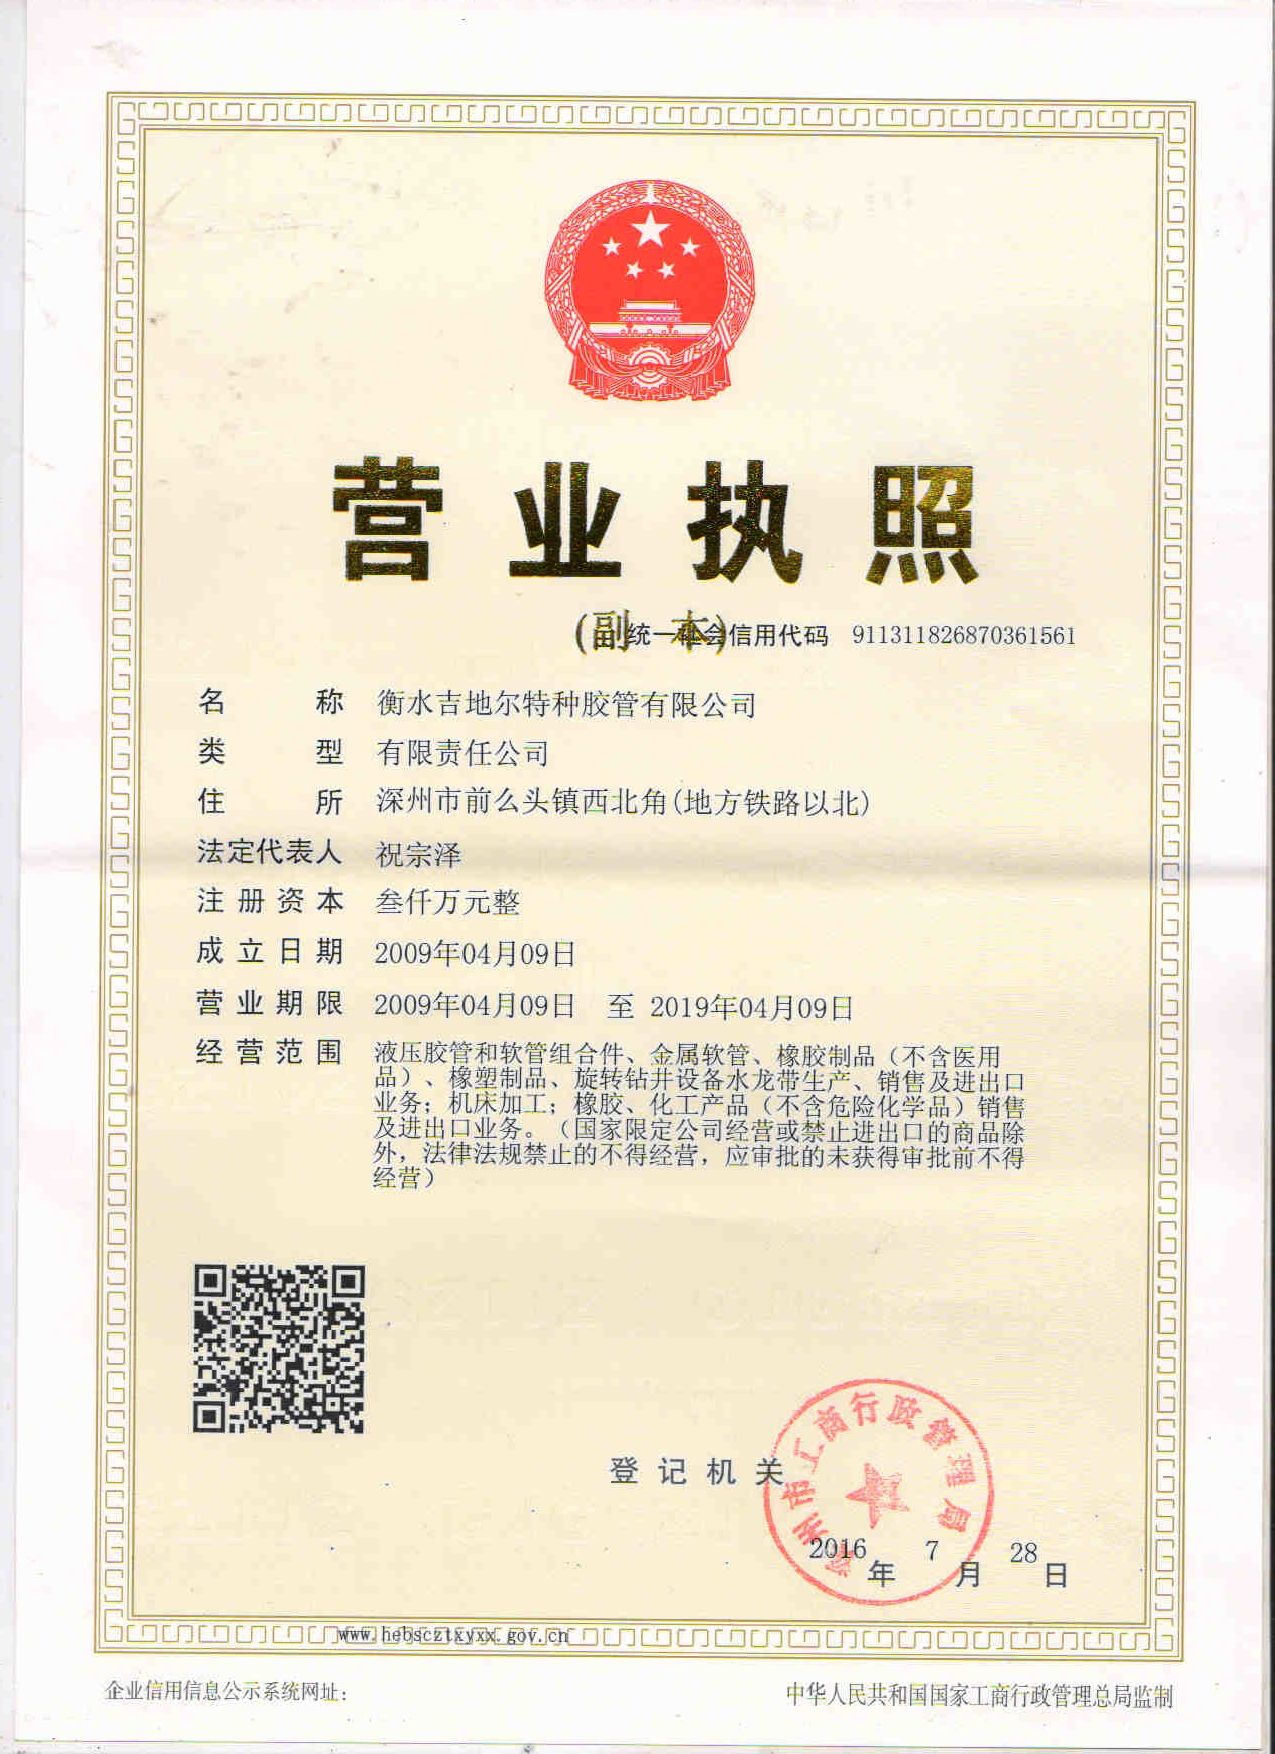 营业执照
(副 本)
统一社会信用代码 911311826870361561
名称 衡水吉地尔特种胶管有限公司
类型 有限责任公司
住所 深州市前么头镇西北角(地方铁路以北)
法定代表人 祝宗泽
注册资本 叁仟万元整
成立日期 2009年04月09日
营业期限 2009年04月09日 至 2019年04月09日
经营范围 液压胶管和软管组合件、金属软管、橡胶制品（不含医用
品）、橡塑制品、旋转钻井设备水龙带生产、销售及进出口
业务；机床加工；橡胶、化工产品（不含危险化学品）销售
及进出口业务。（国家限定公司经营或禁止进出口的商品除
外，法律法规禁止的不得经营，应审批的未获得审批前不得
经营）
登记机关
深州市工商行政管理局
2016年7月28日
www.hebscztxyxx.gov.cn
企业信用信息公示系统网址：
中华人民共和国国家工商行政管理总局监制